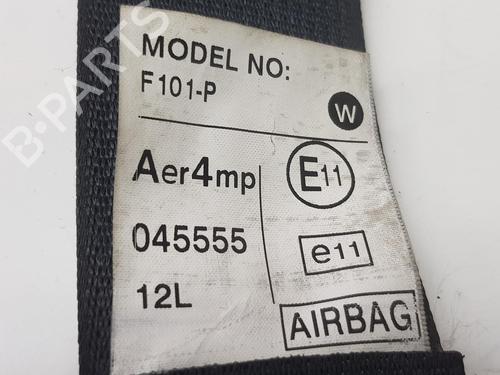 MODEL NO:
F101-P
W
Aer4mp
E11
045555
e11
12L
AIRBAG
B-PARTS